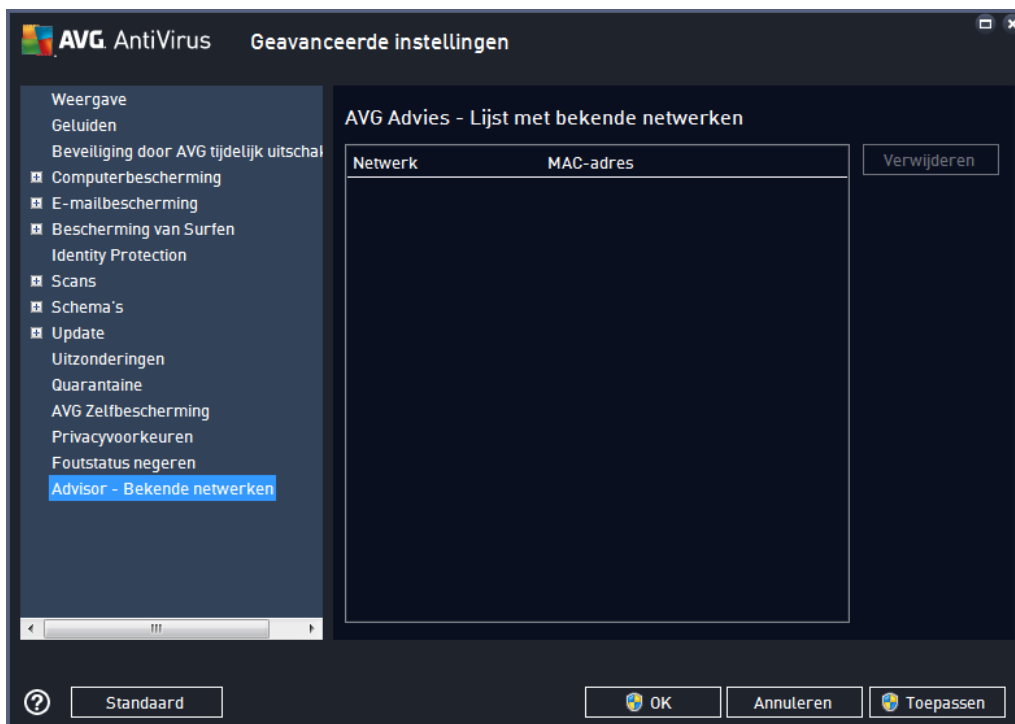 AVG. AntiVirus Geavanceerde instellingen
Weergave
Geluiden
Beveiliging door AVG tijdelijk uitschak
Computerbescherming
E-mailbescherming
Bescherming van Surfen
Identity Protection
Scans
Schema's
Update
Uitzonderingen
Quarantaine
AVG Zelfbescherming
Privacyvoorkeuren
Foutstatus negeren
Advisor - Bekende netwerken
AVG Advies - Lijst met bekende netwerken
Netwerk MAC-adres
Verwijderen
? Standaard OK Annuleren Toepassen